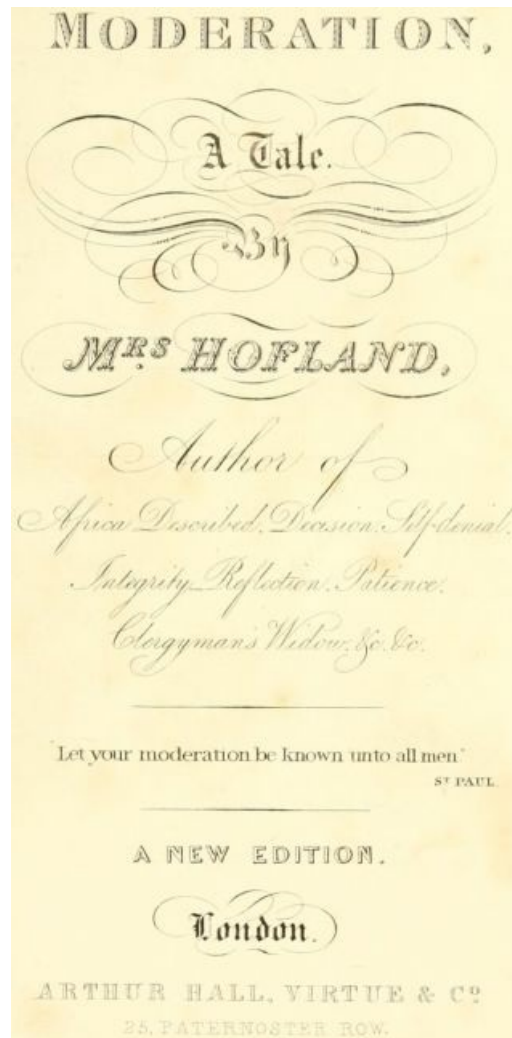 MODERATION,
A Tale.
By
MRS HOFLAND,
Author of
Africa Described, Decision, Self-denial,
Integrity, Reflection, Patience,
Clergyman's Widow, &c. &c.
"Let your moderation be known unto all men"
ST PAUL
A NEW EDITION.
London.
ARTHUR HALL, VIRTUE & CO
25, PATERNOSTER ROW.